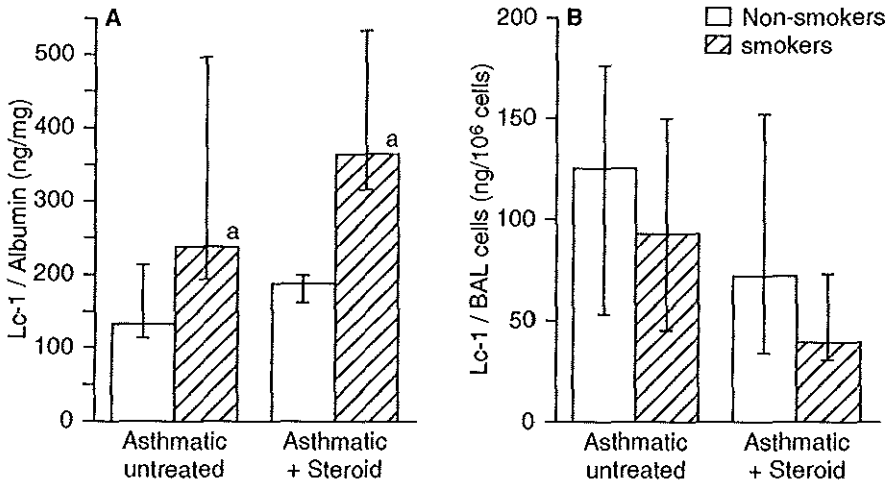 A
Lc-1 / Albumin (ng/mg)
500
400
300
200
100
0
a
a
Asthmatic
untreated
Asthmatic
+ Steroid
B
Non-smokers
smokers
Lc-1 / BAL cells (ng/10⁶ cells)
200
150
100
50
0
Asthmatic
untreated
Asthmatic
+ Steroid